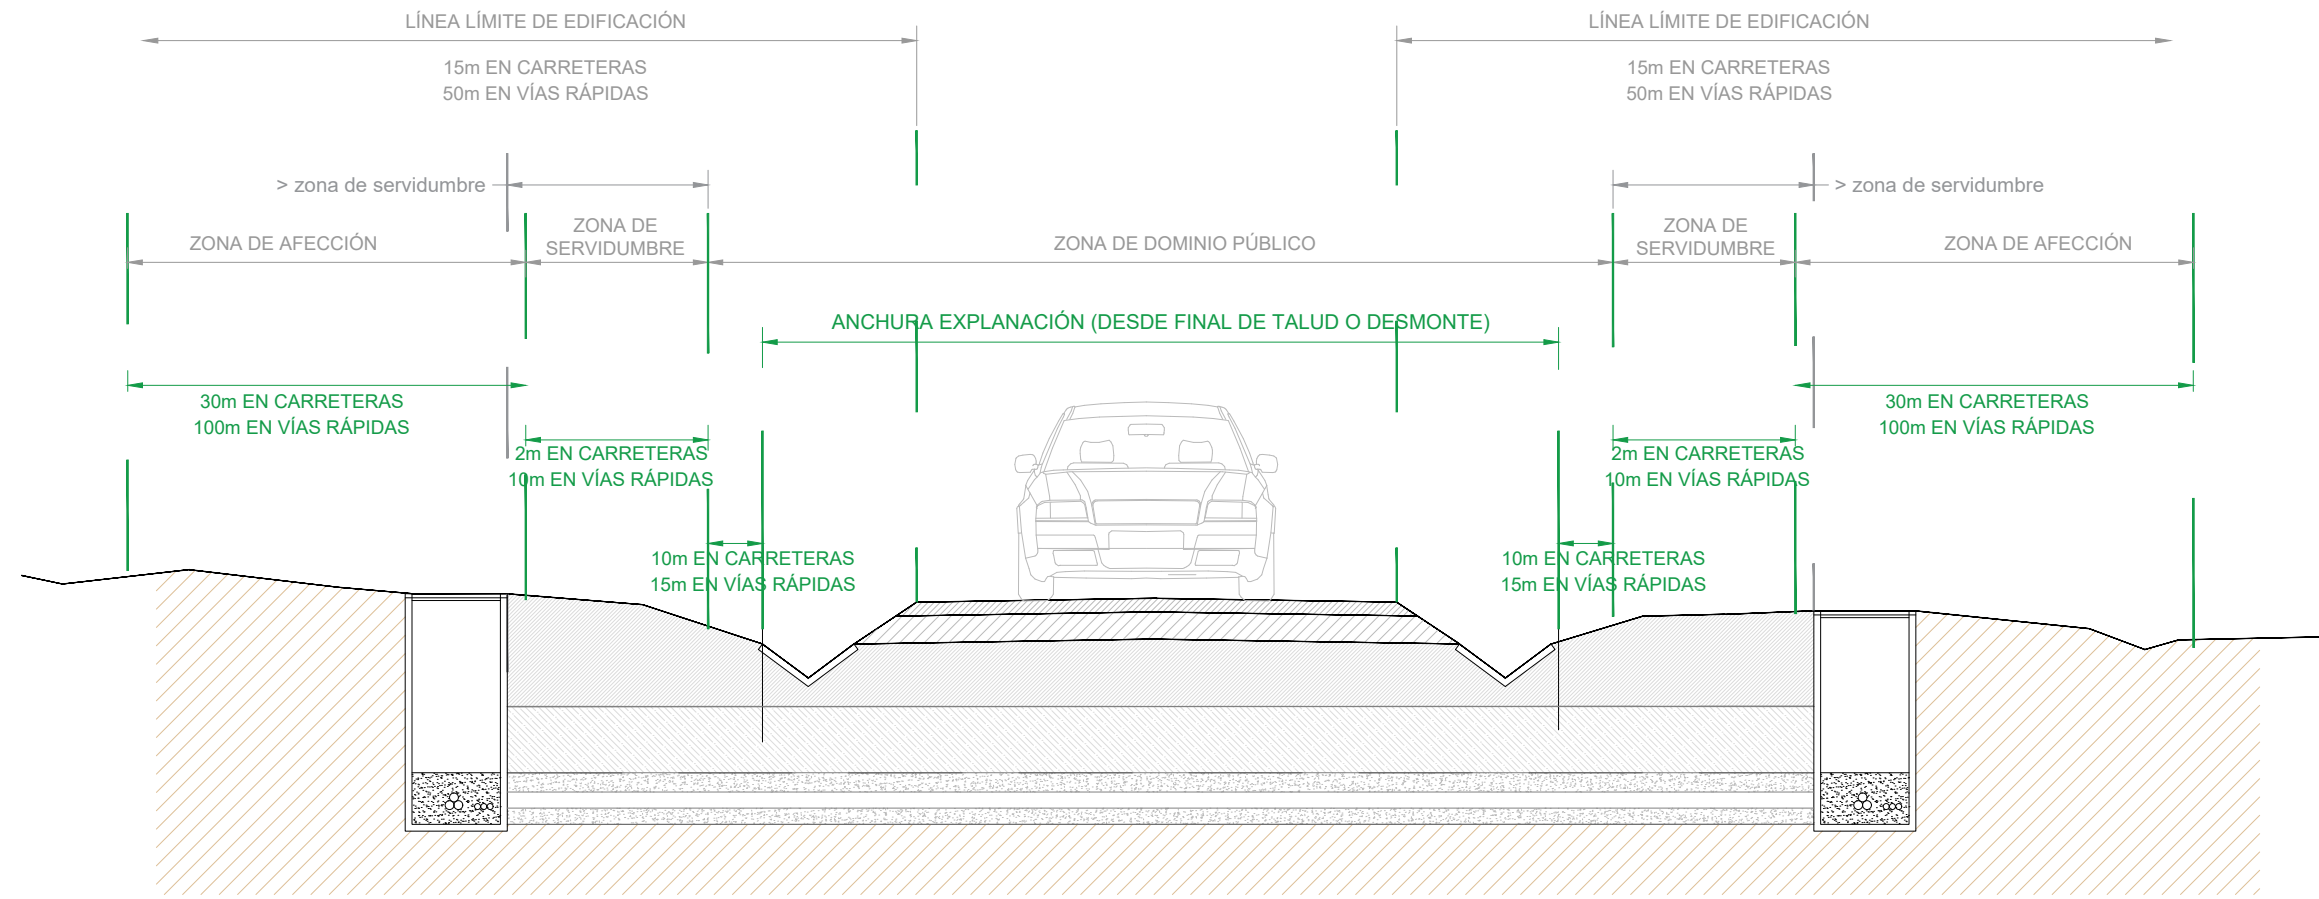 LÍNEA LÍMITE DE EDIFICACIÓN
LÍNEA LÍMITE DE EDIFICACIÓN
15m EN CARRETERAS
50m EN VÍAS RÁPIDAS
15m EN CARRETERAS
50m EN VÍAS RÁPIDAS
> zona de servidumbre
> zona de servidumbre
ZONA DE AFECCIÓN
ZONA DE
SERVIDUMBRE
ZONA DE DOMINIO PÚBLICO
ZONA DE
SERVIDUMBRE
ZONA DE AFECCIÓN
ANCHURA EXPLANACIÓN (DESDE FINAL DE TALUD O DESMONTE)
30m EN CARRETERAS
100m EN VÍAS RÁPIDAS
30m EN CARRETERAS
100m EN VÍAS RÁPIDAS
2m EN CARRETERAS
10m EN VÍAS RÁPIDAS
2m EN CARRETERAS
10m EN VÍAS RÁPIDAS
10m EN CARRETERAS
15m EN VÍAS RÁPIDAS
10m EN CARRETERAS
15m EN VÍAS RÁPIDAS